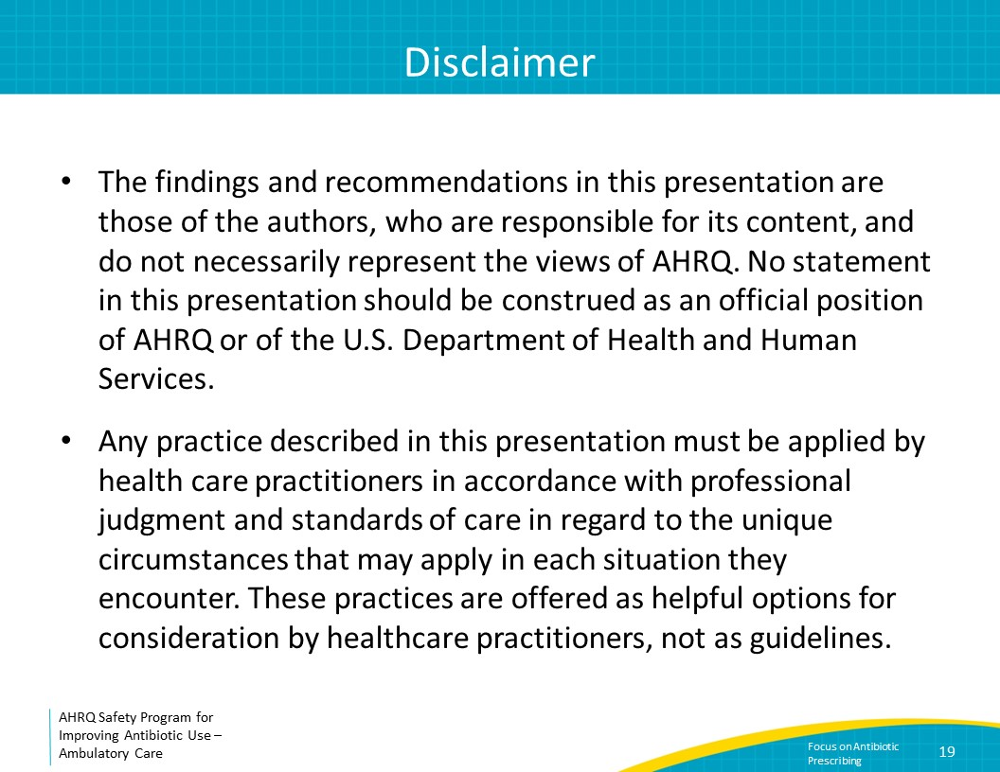 Disclaimer
• The findings and recommendations in this presentation are
those of the authors, who are responsible for its content, and
do not necessarily represent the views of AHRQ. No statement
in this presentation should be construed as an official position
of AHRQ or of the U.S. Department of Health and Human
Services.
• Any practice described in this presentation must be applied by
health care practitioners in accordance with professional
judgment and standards of care in regard to the unique
circumstances that may apply in each situation they
encounter. These practices are offered as helpful options for
consideration by healthcare practitioners, not as guidelines.
AHRQ Safety Program for
Improving Antibiotic Use –
Ambulatory Care
Focus on Antibiotic
Prescribing
19